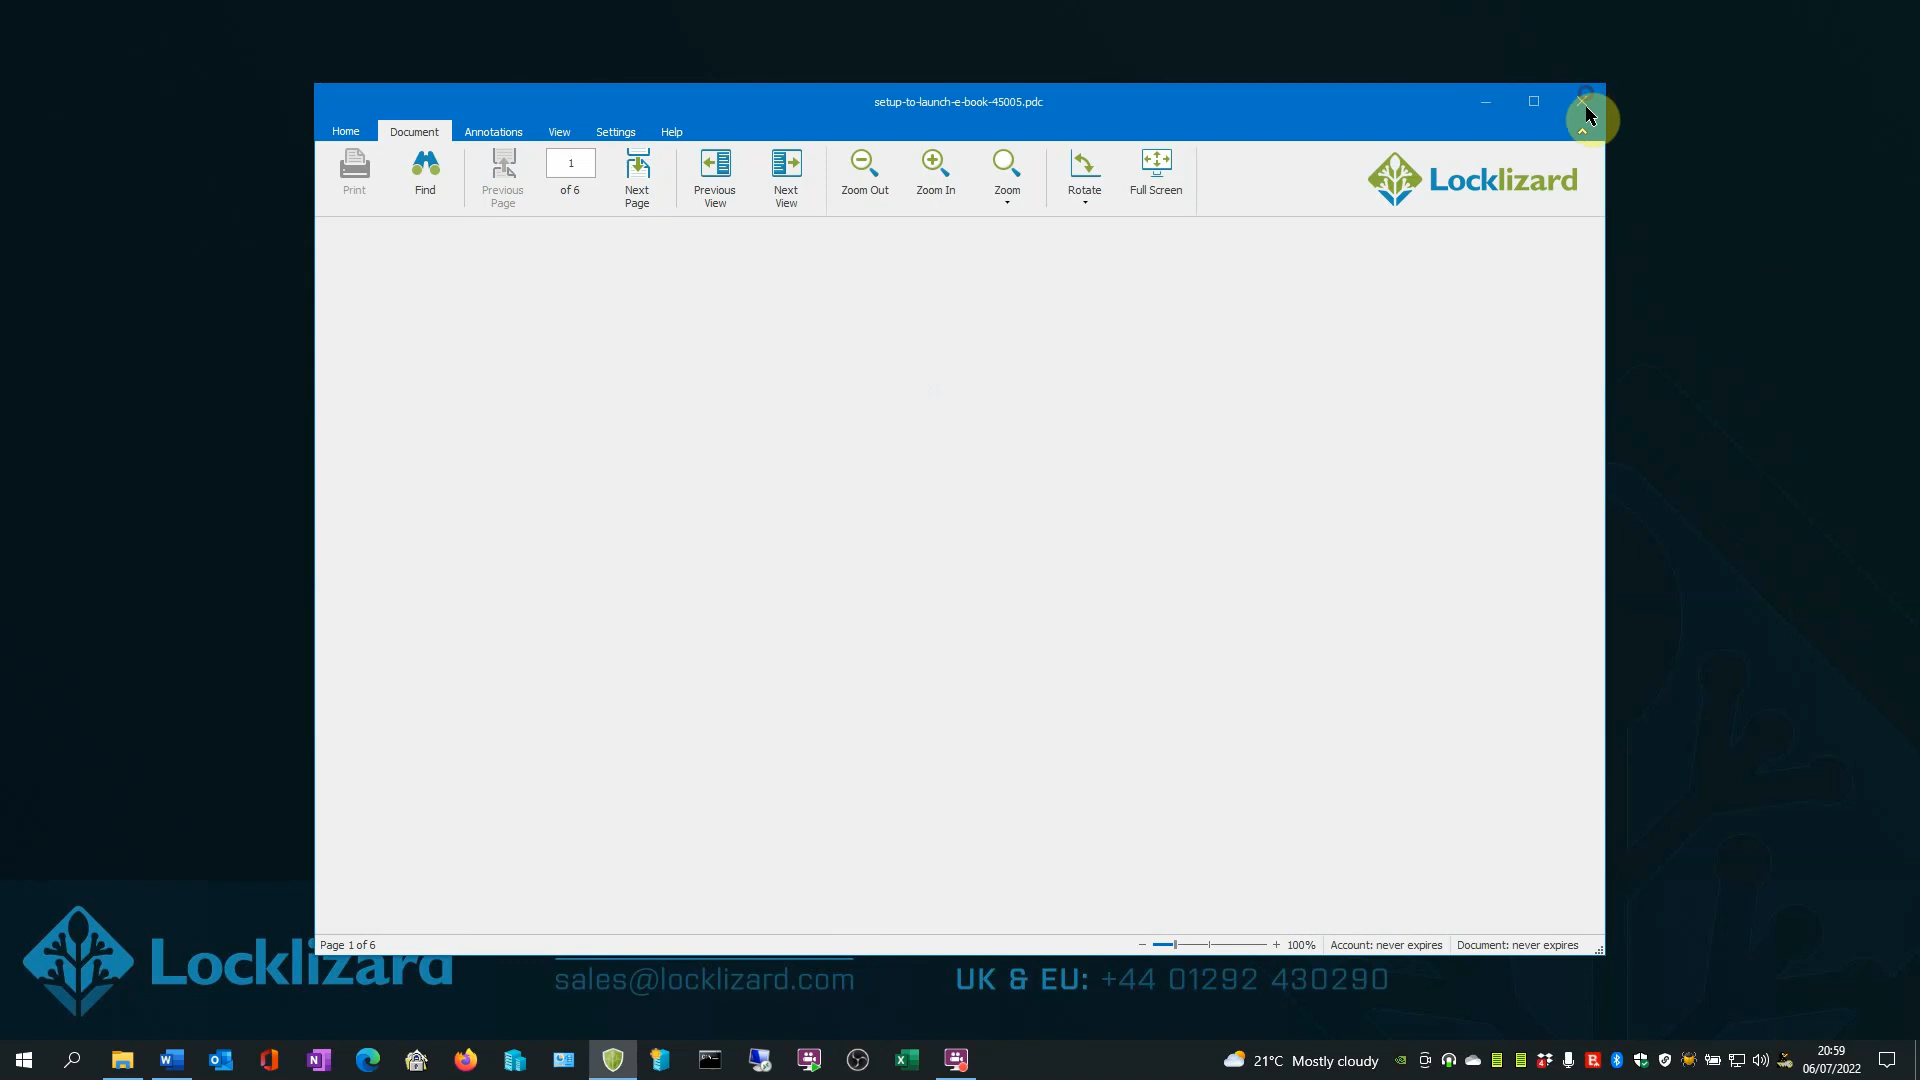 setup-to-launch-e-book-45005.pdc
Home Document Annotations View Settings Help
1
Print Find Previous Page of 6 Next Page Previous View Next View Zoom Out Zoom In Zoom Rotate Full Screen
Locklizard
Page 1 of 6
100% Account: never expires Document: never expires
Locklizard
sales@locklizard.com UK & EU: +44 01292 430290
21°C Mostly cloudy
20:59
06/07/2022